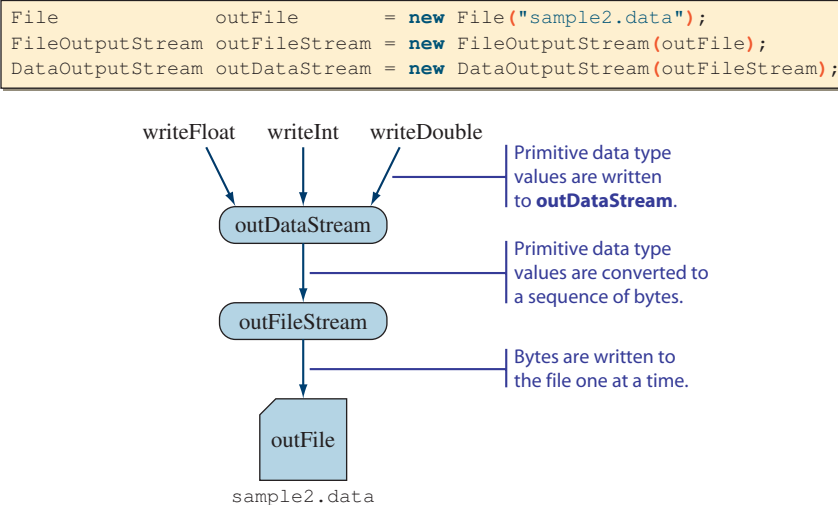 File            outFile       = new File("sample2.data");
FileOutputStream outFileStream = new FileOutputStream(outFile);
DataOutputStream outDataStream = new DataOutputStream(outFileStream);
writeFloat writeInt writeDouble
Primitive data type
values are written
to outDataStream.
outDataStream
Primitive data type
values are converted to
a sequence of bytes.
outFileStream
Bytes are written to
the file one at a time.
outFile
sample2.data